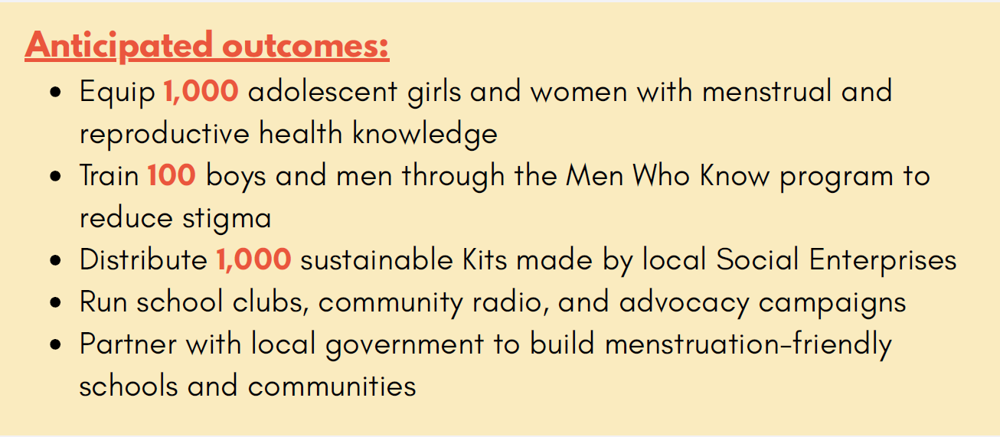 Anticipated outcomes:
• Equip 1,000 adolescent girls and women with menstrual and
reproductive health knowledge
• Train 100 boys and men through the Men Who Know program to
reduce stigma
• Distribute 1,000 sustainable Kits made by local Social Enterprises
• Run school clubs, community radio, and advocacy campaigns
• Partner with local government to build menstruation-friendly
schools and communities